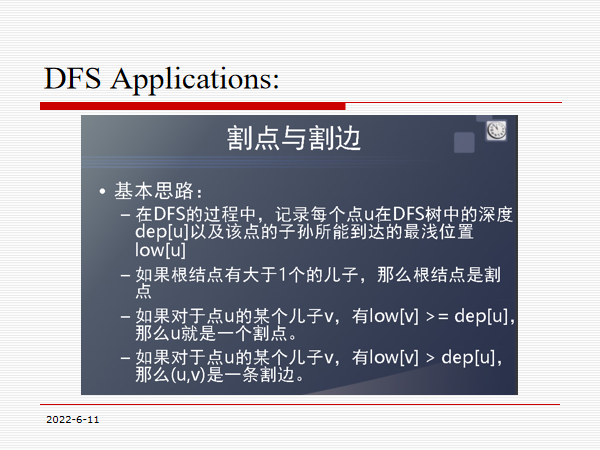 DFS Applications:
割点与割边
• 基本思路：
– 在DFS的过程中，记录每个点u在DFS树中的深度
dep[u]以及该点的子孙所能到达的最浅位置
low[u]
– 如果根结点有大于1个的儿子，那么根结点是割
点
– 如果对于点u的某个儿子v，有low[v] >= dep[u]，
那么u就是一个割点。
– 如果对于点u的某个儿子v，有low[v] > dep[u]，
那么(u,v)是一条割边。
2022-6-11